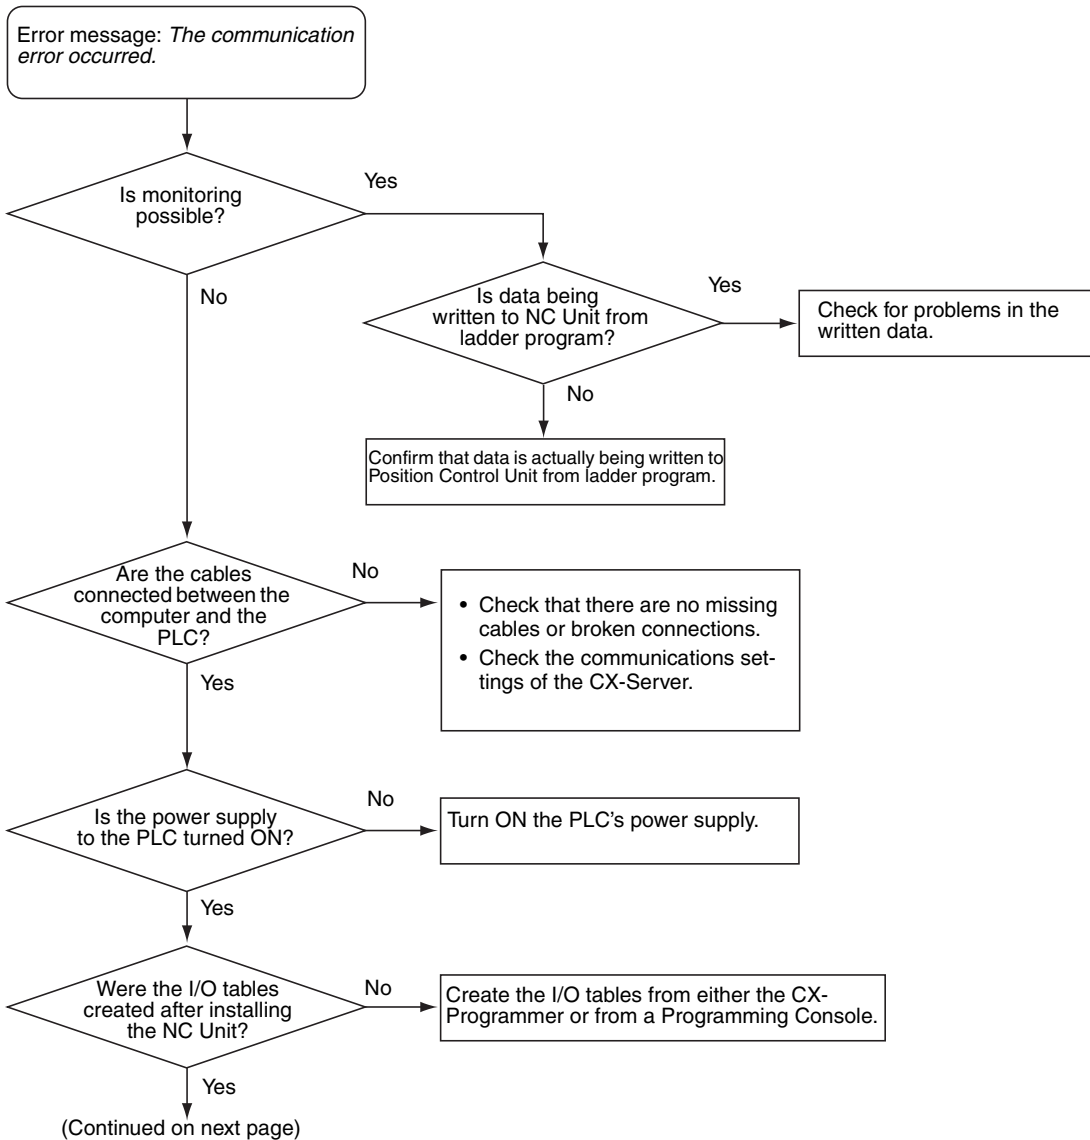 Error message: The communication
error occurred.
Is monitoring
possible?
Yes
No
Is data being
written to NC Unit from
ladder program?
Yes
Check for problems in the
written data.
No
Confirm that data is actually being written to
Position Control Unit from ladder program.
Are the cables
connected between the
computer and the
PLC?
No
• Check that there are no missing
cables or broken connections.
• Check the communications set-
tings of the CX-Server.
Yes
Is the power supply
to the PLC turned ON?
No
Turn ON the PLC’s power supply.
Yes
Were the I/O tables
created after installing
the NC Unit?
No
Create the I/O tables from either the CX-
Programmer or from a Programming Console.
Yes
(Continued on next page)